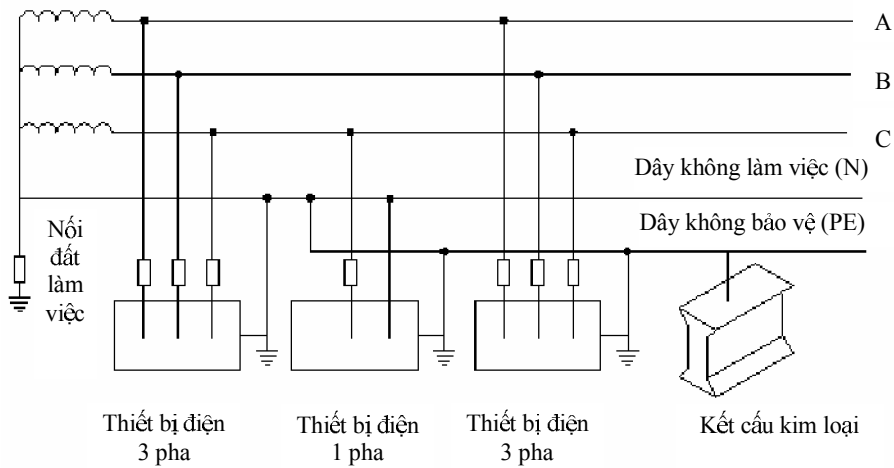 A
B
C
Dây không làm việc (N)
Dây không bảo vệ (PE)
Nối
đất
làm
việc
Thiết bị điện
3 pha
Thiết bị điện
1 pha
Thiết bị điện
3 pha
Kết cấu kim loại